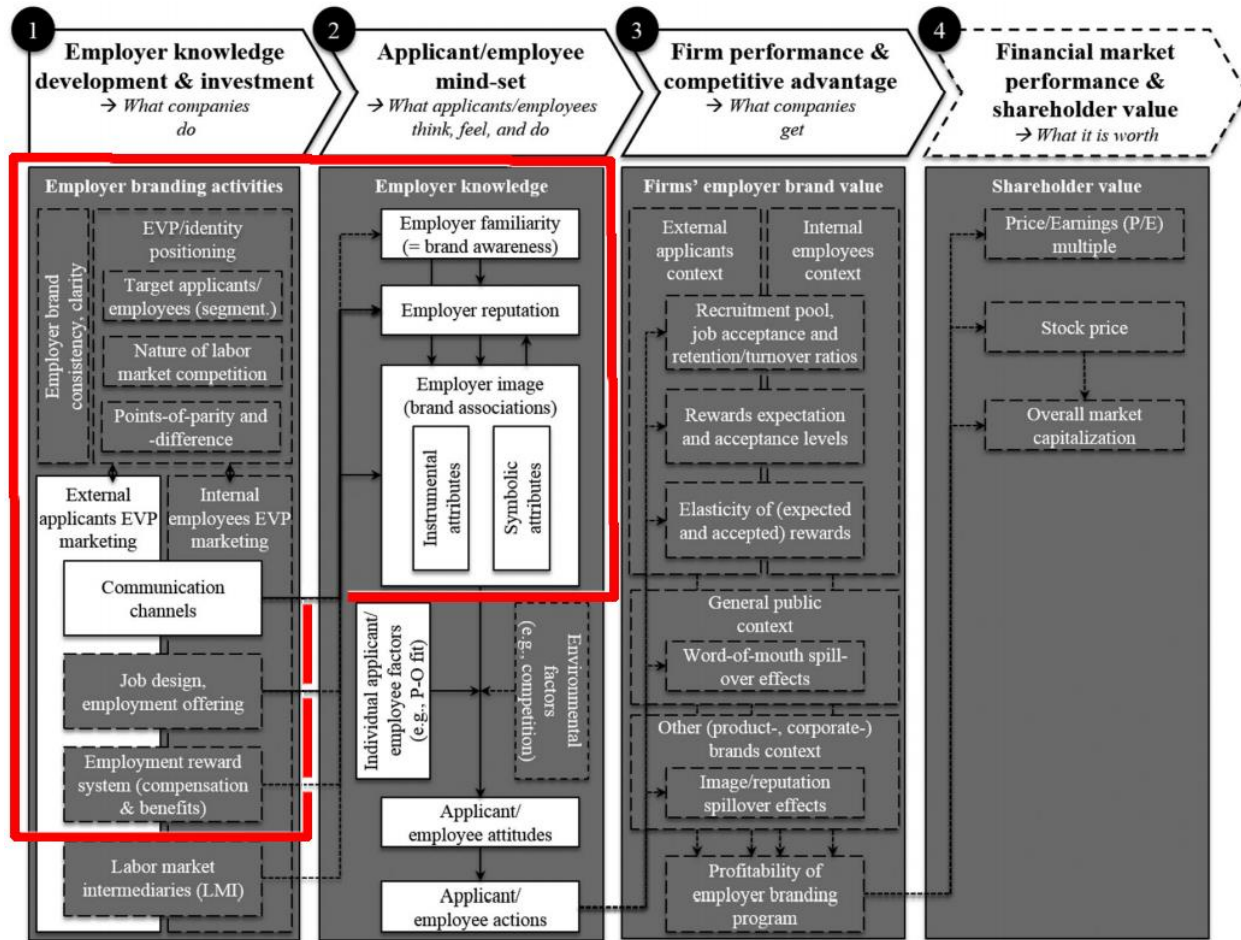 1
Employer knowledge
development & investment
→ What companies
do
2
Applicant/employee
mind-set
→ What applicants/employees
think, feel, and do
3
Firm performance &
competitive advantage
→ What companies
get
4
Financial market
performance &
shareholder value
→ What it is worth
Employer branding activities
Employer brand
consistency, clarity
EVP/identity
positioning
Target applicants/
employees (segment.)
Nature of labor
market competition
Points-of-parity and
-difference
External
applicants EVP
marketing
Internal
employees EVP
marketing
Communication
channels
Job design,
employment offering
Employment reward
system (compensation
& benefits)
Labor market
intermediaries (LMI)
Employer knowledge
Employer familiarity
(= brand awareness)
Employer reputation
Employer image
(brand associations)
Instrumental
attributes
Symbolic
attributes
Individual applicant/
employee factors
(e.g., P-O fit)
Environmental
factors
(e.g., competition)
Applicant/
employee attitudes
Applicant/
employee actions
Firms' employer brand value
External
applicants
context
Internal
employees
context
Recruitment pool,
job acceptance and
retention/turnover ratios
Rewards expectation
and acceptance levels
Elasticity of (expected
and accepted) rewards
General public
context
Word-of-mouth spill-
over effects
Other (product-, corporate-)
brands context
Image/reputation
spillover effects
Profitability of
employer branding
program
Shareholder value
Price/Earnings (P/E)
multiple
Stock price
Overall market
capitalization